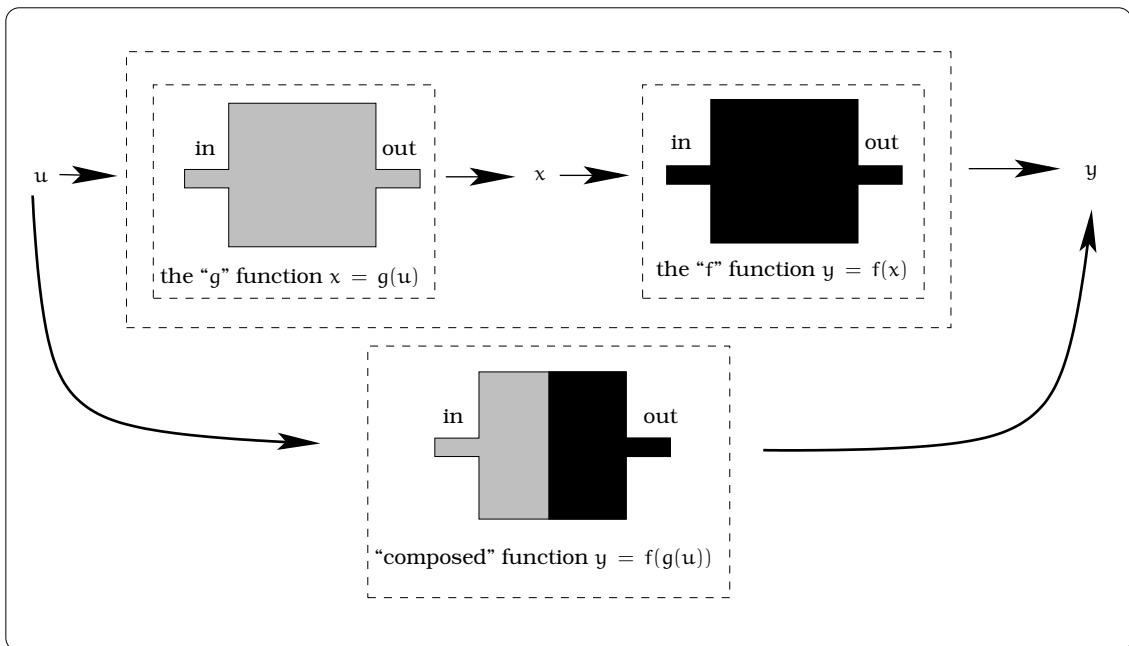 in
out
in
out
u
x
y
the “g” function x = g(u)
the “f” function y = f(x)
in
out
“composed” function y = f(g(u))